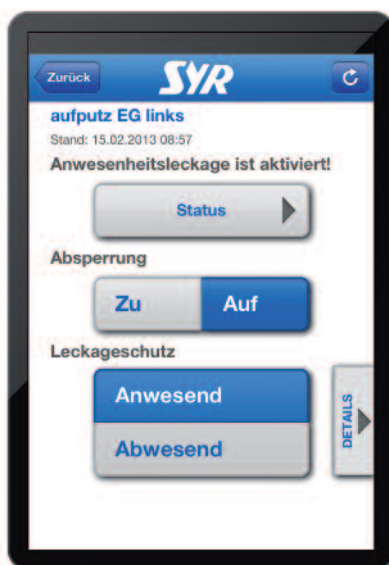 Zurück
SYR
aufputz EG links
Stand: 15.02.2013 08:57
Anwesenheitsleckage ist aktiviert!
Status
Absperrung
Zu Auf
Leckageschutz
Anwesend
DETAILS
Abwesend